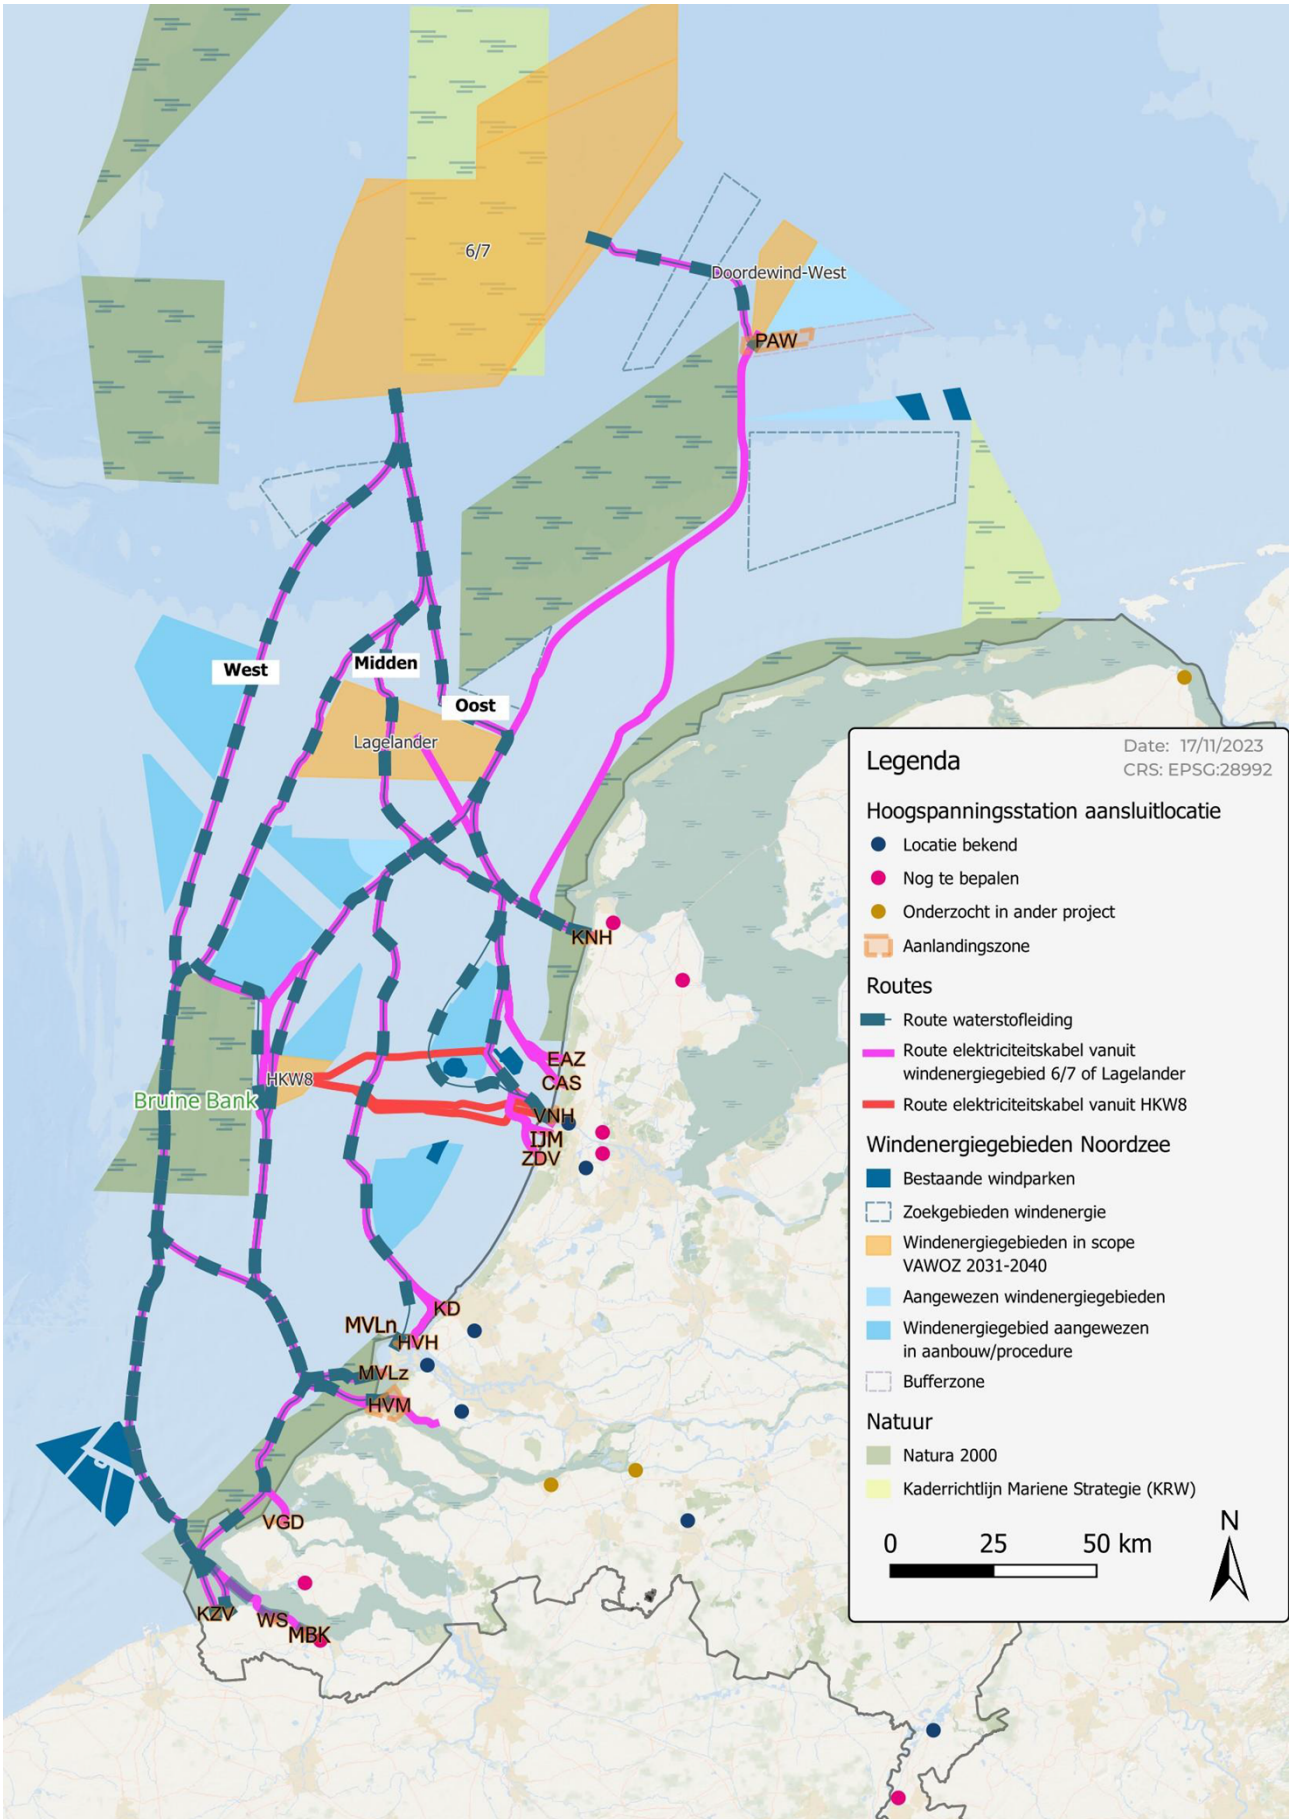 6/7
Doordewind-West
PAW
West
Midden
Oost
Lagelander
KNH
HKW8
EAZ
CAS
Bruine Bank
VNH
IJM
ZDV
KD
MVLn
HVH
MVLz
HVM
VGD
KZV
WS
MBK
Legenda
Date: 17/11/2023
CRS: EPSG:28992
Hoogspanningsstation aansluitlocatie
Locatie bekend
Nog te bepalen
Onderzocht in ander project
Aanlandingszone
Routes
Route waterstofleiding
Route elektriciteitskabel vanuit
windenergiegebied 6/7 of Lagelander
Route elektriciteitskabel vanuit HKW8
Windenergiegebieden Noordzee
Bestaande windparken
Zoekgebieden windenergie
Windenergiegebieden in scope
VAWOZ 2031-2040
Aangewezen windenergiegebieden
Windenergiegebied aangewezen
in aanbouw/procedure
Bufferzone
Natuur
Natura 2000
Kaderrichtlijn Mariene Strategie (KRW)
N
0 25 50 km